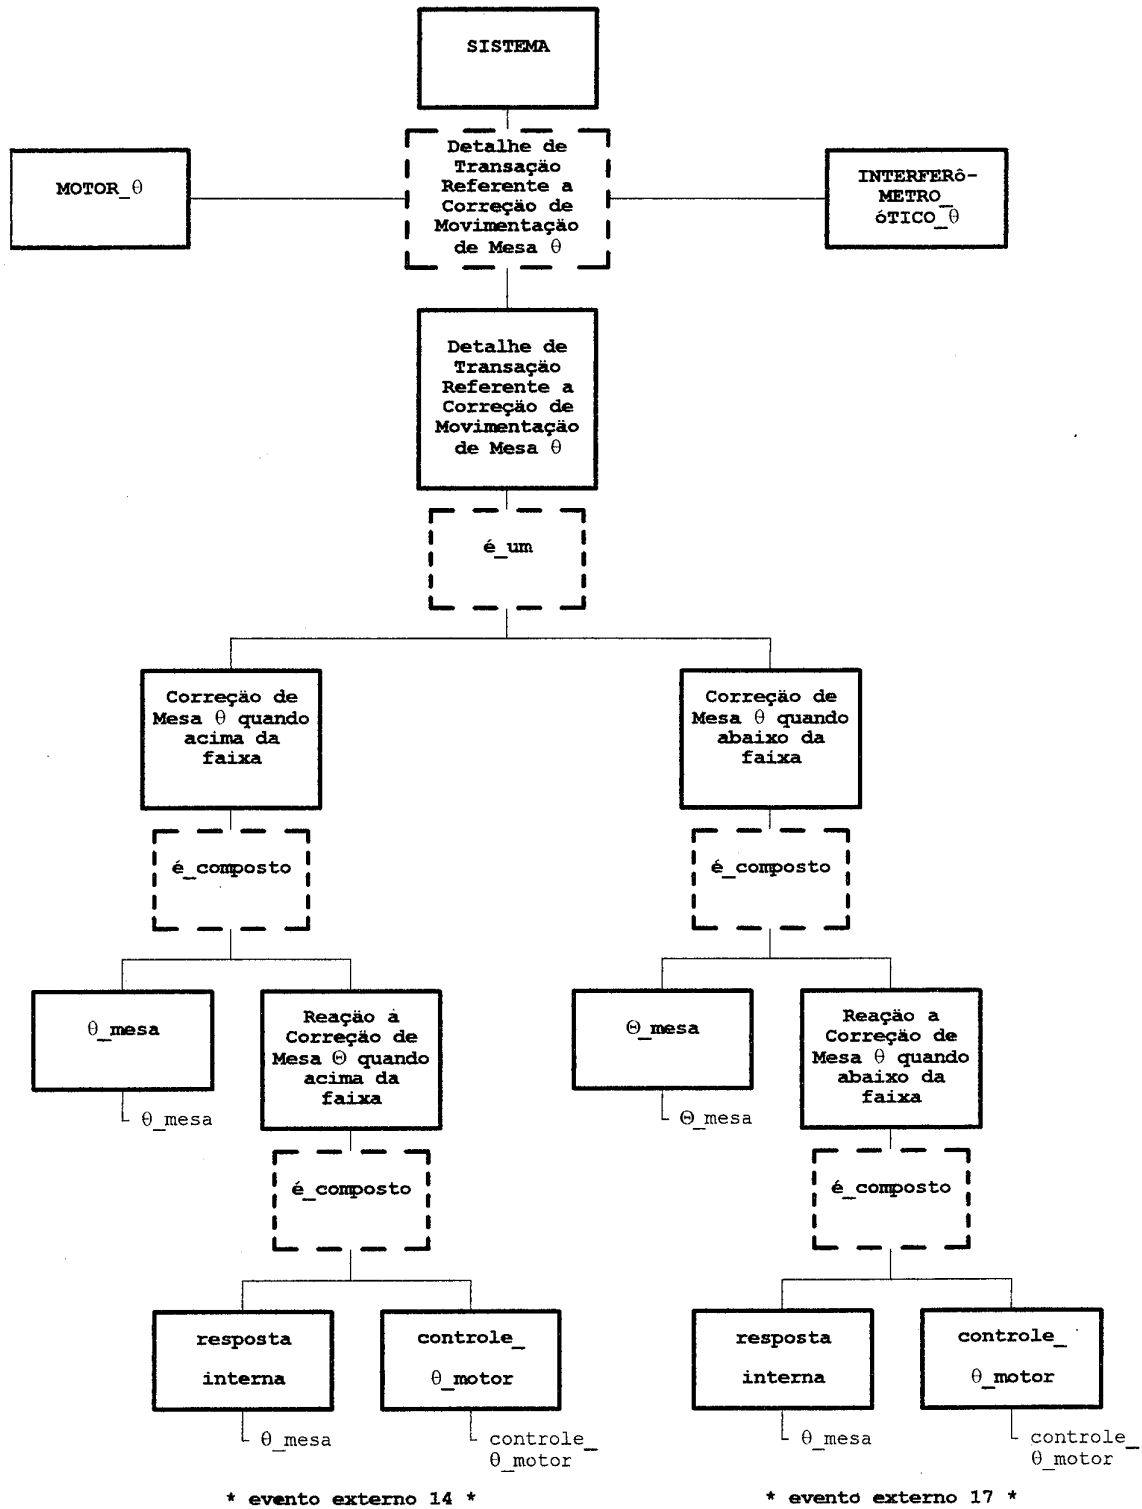 SISTEMA
Detalhe de
Transação
Referente a
Correção de
Movimentação
de Mesa θ
MOTOR_θ
INTERFERô-
METRO_
óTICO_θ
Detalhe de
Transação
Referente a
Correção de
Movimentação
de Mesa θ
é_um
Correção de
Mesa θ quando
acima da
faixa
Correção de
Mesa θ quando
abaixo da
faixa
é_composto
é_composto
θ_mesa
θ_mesa
Reação à
Correção de
Mesa Θ quando
acima da
faixa
Θ_mesa
Θ_mesa
Reação a
Correção de
Mesa θ quando
abaixo da
faixa
é_composto
é_composto
resposta
interna
θ_mesa
controle_
θ_motor
controle_
θ_motor
resposta
interna
θ_mesa
controle_
θ_motor
controle_
θ_motor
* evento externo 14 *
* evento externo 17 *